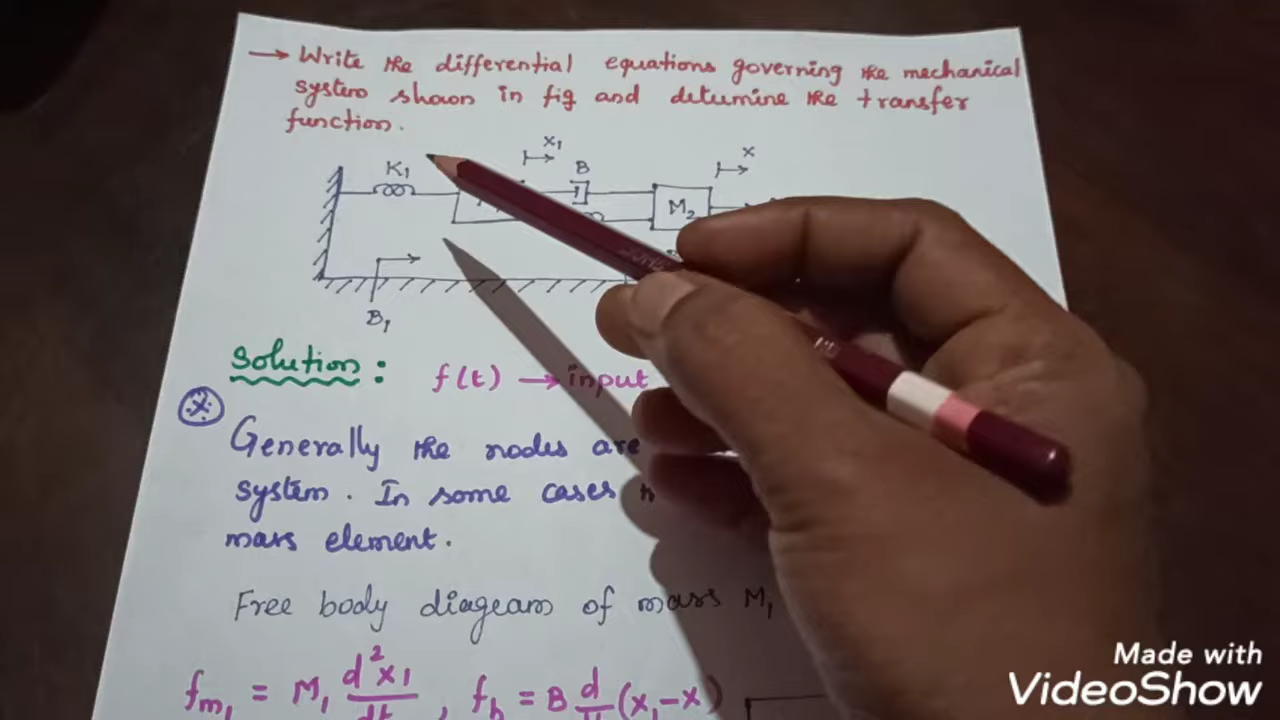 → Write the differential equations governing the mechanical
system shown in fig and detumine the transfer
function.
x₁
x
K₁
B
M₂
B₁
Solution :
f(t) → input
Generally the nodes are
system. In some cases
mass element.
Free body diagram of mass M₁
fm₁ = M₁ d²x₁ , fb = B d (x₁-x)
dt
Made with
VideoShow